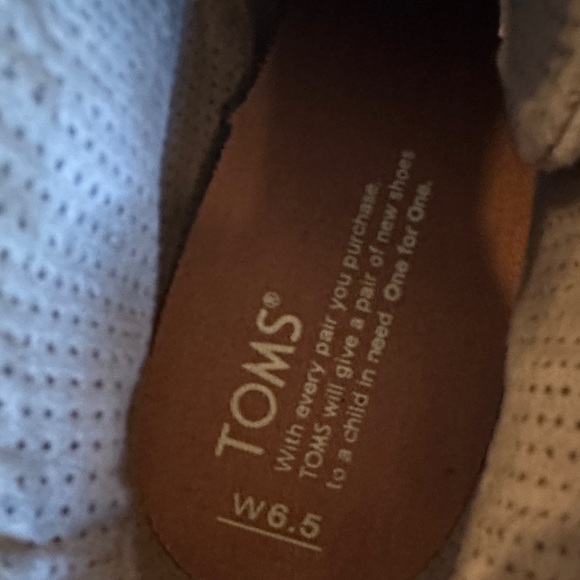 TOMS®
With every pair you purchase,
TOMS will give a pair of new shoes
to a child in need. One for One.
W6.5